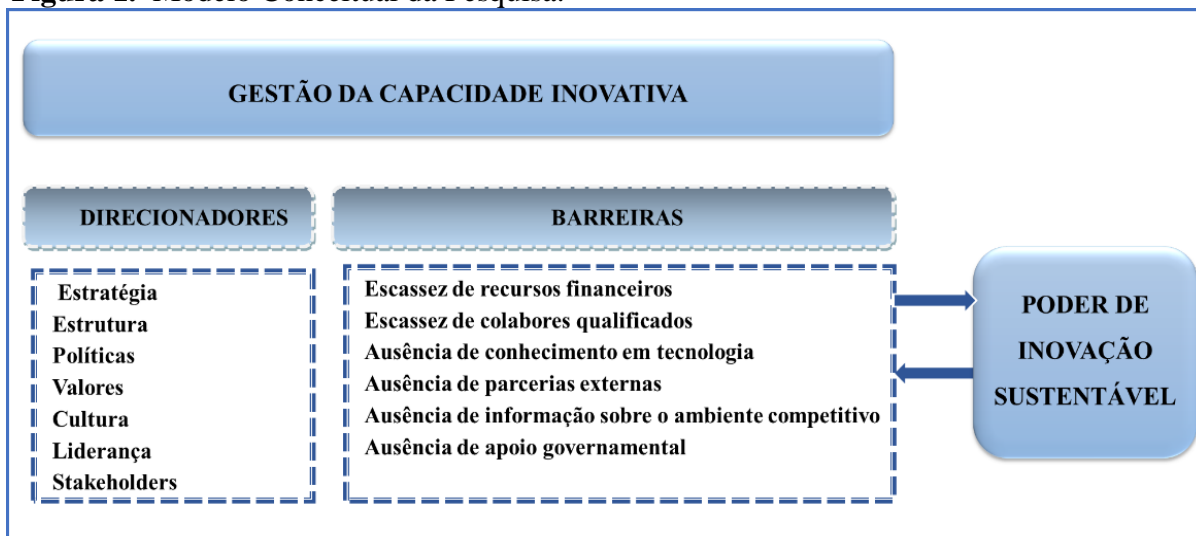 Figura 1. Modelo Conceitual da Pesquisa.
GESTÃO DA CAPACIDADE INOVATIVA
DIRECIONADORES
Estratégia
Estrutura
Políticas
Valores
Cultura
Liderança
Stakeholders
BARREIRAS
Escassez de recursos financeiros
Escassez de colabores qualificados
Ausência de conhecimento em tecnologia
Ausência de parcerias externas
Ausência de informação sobre o ambiente competitivo
Ausência de apoio governamental
PODER DE
INOVAÇÃO
SUSTENTÁVEL